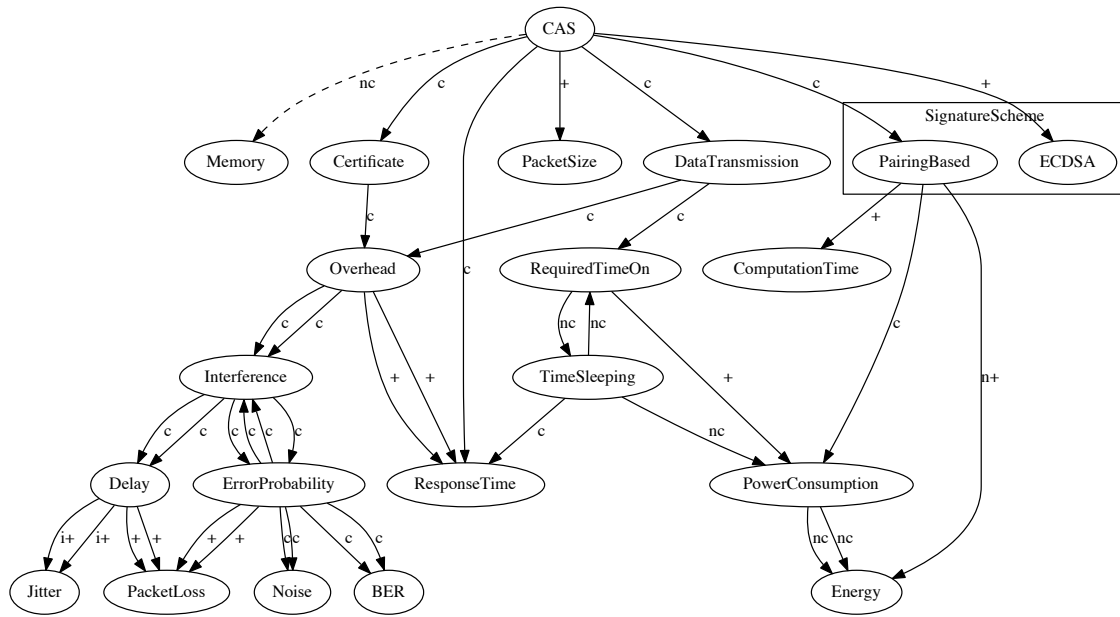 CAS
nc
c
+
c
c
+
SignatureScheme
Memory
Certificate
PacketSize
DataTransmission
PairingBased
ECDSA
c
c
c
+
Overhead
c
RequiredTimeOn
ComputationTime
c
c
nc
nc
c
Interference
+
+
TimeSleeping
+
n+
c
c
c
c
c
c
c
nc
Delay
ErrorProbability
ResponseTime
PowerConsumption
i+
i+
+
+
+
+
c
c
c
c
nc
nc
Jitter
PacketLoss
Noise
BER
Energy